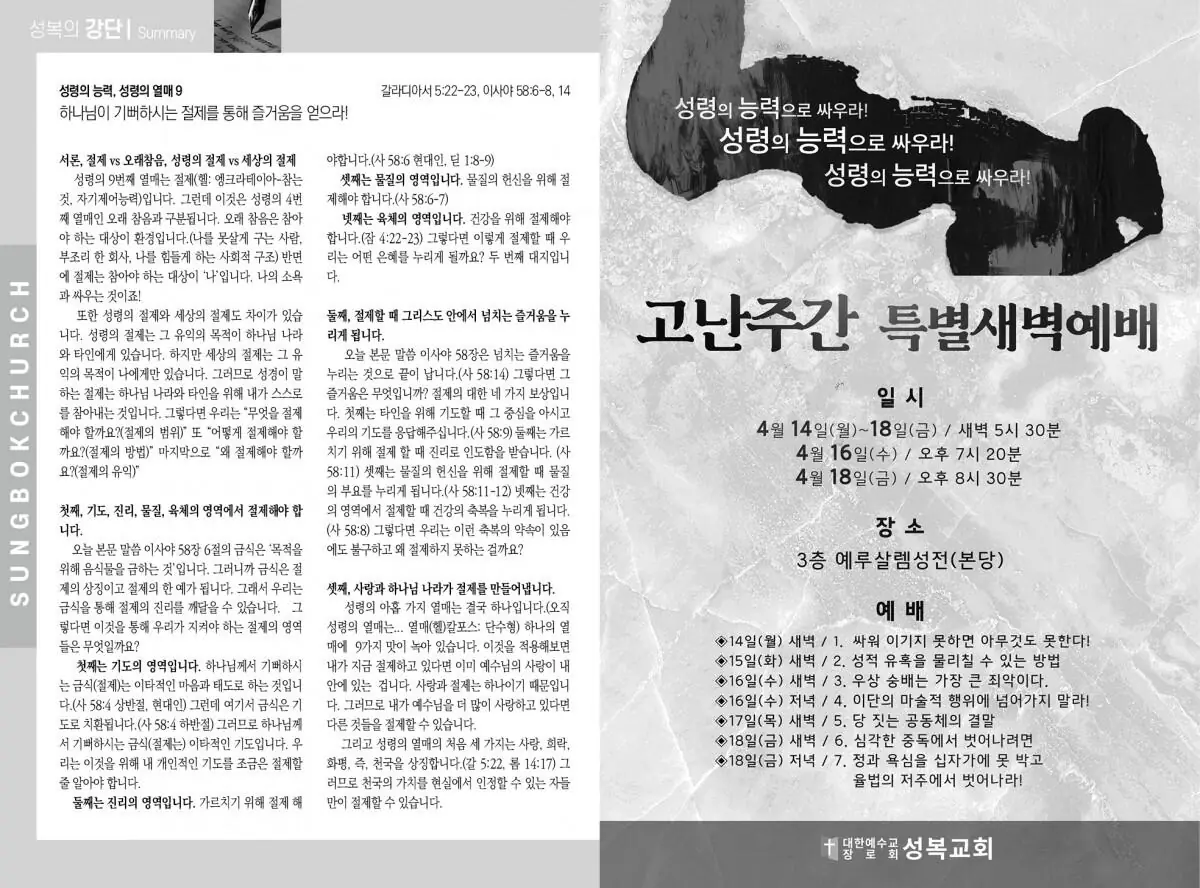 성복의 강단 | Summary
SUNGBOKCHURCH
성령의 능력, 성령의 열매 9
갈라디아서 5:22-23, 이사야 58:6-8, 14
하나님이 기뻐하시는 절제를 통해 즐거움을 얻으라!
서론, 절제 vs 오래참음, 성령의 절제 vs 세상의 절제
성령의 9번째 열매는 절제(헬: 엥크라테이아-참는
것, 자기제어능력)입니다. 그런데 이것은 성령의 4번
째 열매인 오래 참음과 구분됩니다. 오래 참음은 참아
야 하는 대상이 환경입니다.(나를 못살게 구는 사람,
부조리 한 회사, 나를 힘들게 하는 사회적 구조) 반면
에 절제는 참아야 하는 대상이 '나'입니다. 나의 소욕
과 싸우는 것이죠!
또한 성령의 절제와 세상의 절제도 차이가 있습
니다. 성령의 절제는 그 유익의 목적이 하나님 나라
와 타인에게 있습니다. 하지만 세상의 절제는 그 유
익의 목적이 나에게만 있습니다. 그러므로 성경이 말
하는 절제는 하나님 나라와 타인을 위해 내가 스스로
를 참아내는 것입니다. 그렇다면 우리는 "무엇을 절제
해야 할까요?(절제의 범위)" 또 "어떻게 절제해야 할
까요?(절제의 방법)" 마지막으로 "왜 절제해야 할까
요?(절제의 유익)"
첫째, 기도, 진리, 물질, 육체의 영역에서 절제해야 합
니다.
오늘 본문 말씀 이사야 58장 6절의 금식은 '목적을
위해 음식물을 금하는 것'입니다. 그러니까 금식은 절
제의 상징이고 절제의 한 예가 됩니다. 그래서 우리는
금식을 통해 절제의 진리를 깨달을 수 있습니다. 그
렇다면 이것을 통해 우리가 지켜야 하는 절제의 영역
들은 무엇일까요?
첫째는 기도의 영역입니다. 하나님께서 기뻐하시
는 금식(절제)은 이타적인 마음과 태도로 하는 것입니
다.(사 58:4 상반절, 현대인) 그런데 여기서 금식은 기
도로 치환됩니다.(사 58:4 하반절) 그러므로 하나님께
서 기뻐하시는 금식(절제는) 이타적인 기도입니다. 우
리는 이것을 위해 내 개인적인 기도를 조금은 절제할
줄 알아야 합니다.
둘째는 진리의 영역입니다. 가르치기 위해 절제 해
야합니다.(사 58:6 현대인, 딛 1:8-9)
셋째는 물질의 영역입니다. 물질의 헌신을 위해 절
제해야 합니다.(사 58:6-7)
넷째는 육체의 영역입니다. 건강을 위해 절제해야
합니다.(잠 4:22-23) 그렇다면 이렇게 절제할 때 우
리는 어떤 은혜를 누리게 될까요? 두 번째 대지입니
다.
둘째, 절제할 때 그리스도 안에서 넘치는 즐거움을 누
리게 됩니다.
오늘 본문 말씀 이사야 58장은 넘치는 즐거움을
누리는 것으로 끝이 납니다.(사 58:14) 그렇다면 그
즐거움은 무엇입니까? 절제의 대한 네 가지 보상입니
다. 첫째는 타인을 위해 기도할 때 그 중심을 아시고
우리의 기도를 응답해주십니다.(사 58:9) 둘째는 가르
치기 위해 절제 할 때 진리로 인도함을 받습니다. (사
58:11) 셋째는 물질의 헌신을 위해 절제할 때 물질
의 부요를 누리게 됩니다.(사 58:11-12) 넷째는 건강
의 영역에서 절제할 때 건강의 축복을 누리게 됩니다.
(사 58:8) 그렇다면 우리는 이런 축복의 약속이 있음
에도 불구하고 왜 절제하지 못하는 걸까요?
셋째, 사랑과 하나님 나라가 절제를 만들어냅니다.
성령의 아홉 가지 열매는 결국 하나입니다.(오직
성령의 열매는... 열매(헬)칼포스: 단수형) 하나의 열
매에 9가지 맛이 녹아 있습니다. 이것을 적용해보면
내가 지금 절제하고 있다면 이미 예수님의 사랑이 내
안에 있는 겁니다. 사랑과 절제는 하나이기 때문입니
다. 그러므로 내가 예수님을 더 많이 사랑하고 있다면
다른 것들을 절제할 수 있습니다.
그리고 성령의 열매의 처음 세 가지는 사랑, 희락,
화평, 즉, 천국을 상징합니다.(갈 5:22, 롬 14:17) 그
러므로 천국의 가치를 현실에서 인정할 수 있는 자들
만이 절제할 수 있습니다.
성령의 능력으로 싸우라!
성령의 능력으로 싸우라!
성령의 능력으로 싸우라!
고난주간 특별새벽예배
일 시
4월 14일(월)~18일(금) / 새벽 5시 30분
4월 16일(수) / 오후 7시 20분
4월 18일(금) / 오후 8시 30분
장 소
3층 예루살렘성전(본당)
예 배
◈14일(월) 새벽 / 1. 싸워 이기지 못하면 아무것도 못한다!
◈15일(화) 새벽 / 2. 성적 유혹을 물리칠 수 있는 방법
◈16일(수) 새벽 / 3. 우상 숭배는 가장 큰 죄악이다.
◈16일(수) 저녁 / 4. 이단의 마술적 행위에 넘어가지 말라!
◈17일(목) 새벽 / 5. 당 짓는 공동체의 결말
◈18일(금) 새벽 / 6. 심각한 중독에서 벗어나려면
◈18일(금) 저녁 / 7. 정과 욕심을 십자가에 못 박고
율법의 저주에서 벗어나라!
대한예수교
장로회 성복교회